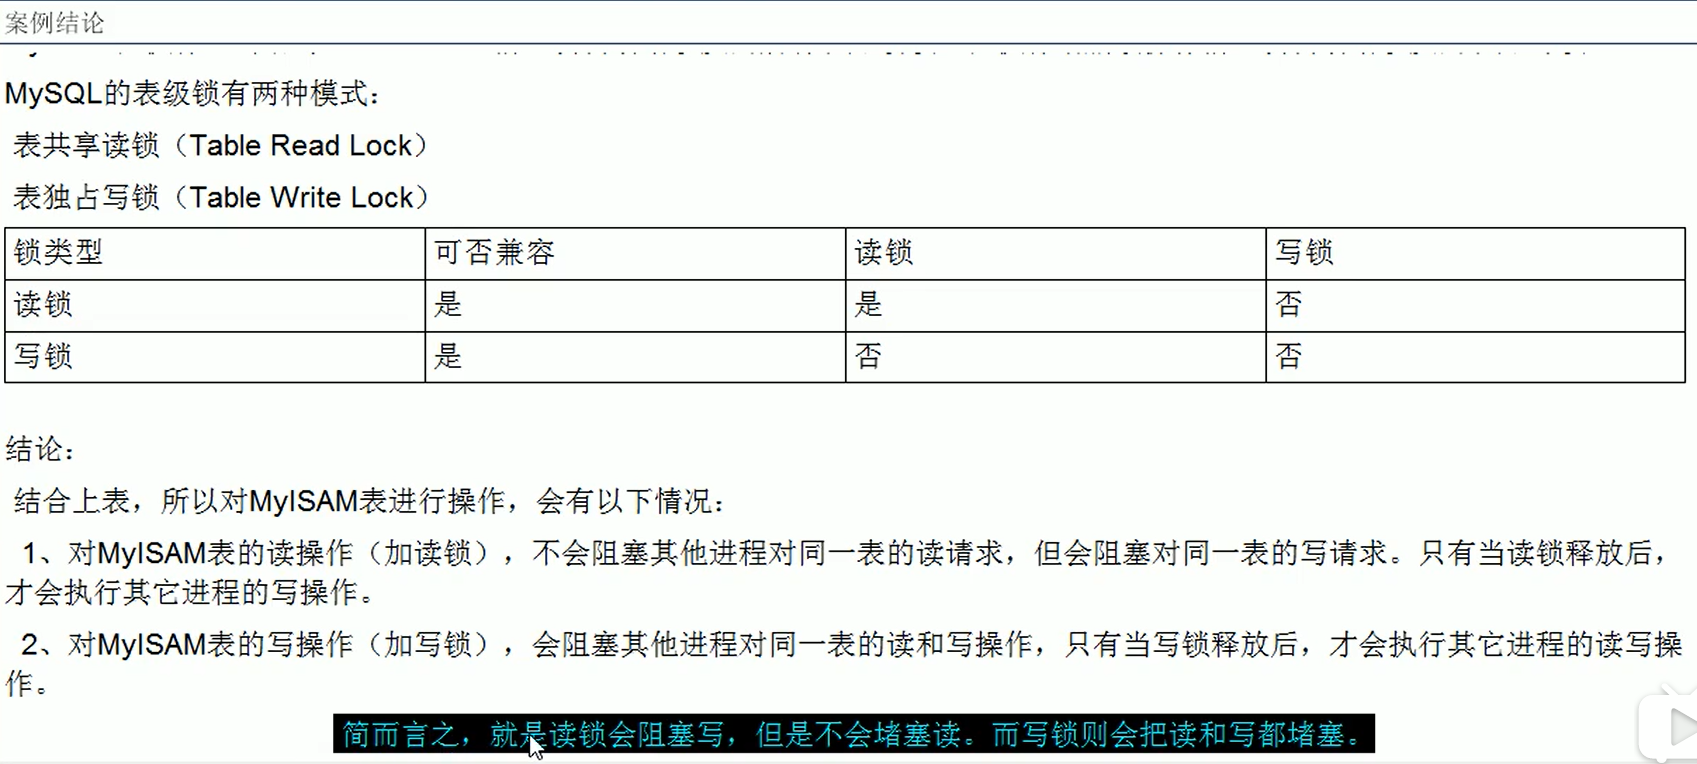 案例结论
MySQL的表级锁有两种模式：
表共享读锁（Table Read Lock）
表独占写锁（Table Write Lock）
锁类型 可否兼容 读锁 写锁
读锁 是 是 否
写锁 是 否 否
结论：
结合上表，所以对MyISAM表进行操作，会有以下情况：
1、对MyISAM表的读操作（加读锁），不会阻塞其他进程对同一表的读请求，但会阻塞对同一表的写请求。只有当读锁释放后，
才会执行其它进程的写操作。
2、对MyISAM表的写操作（加写锁），会阻塞其他进程对同一表的读和写操作，只有当写锁释放后，才会执行其它进程的读写操
作。
简而言之，就是读锁会阻塞写，但是不会堵塞读。而写锁则会把读和写都堵塞。